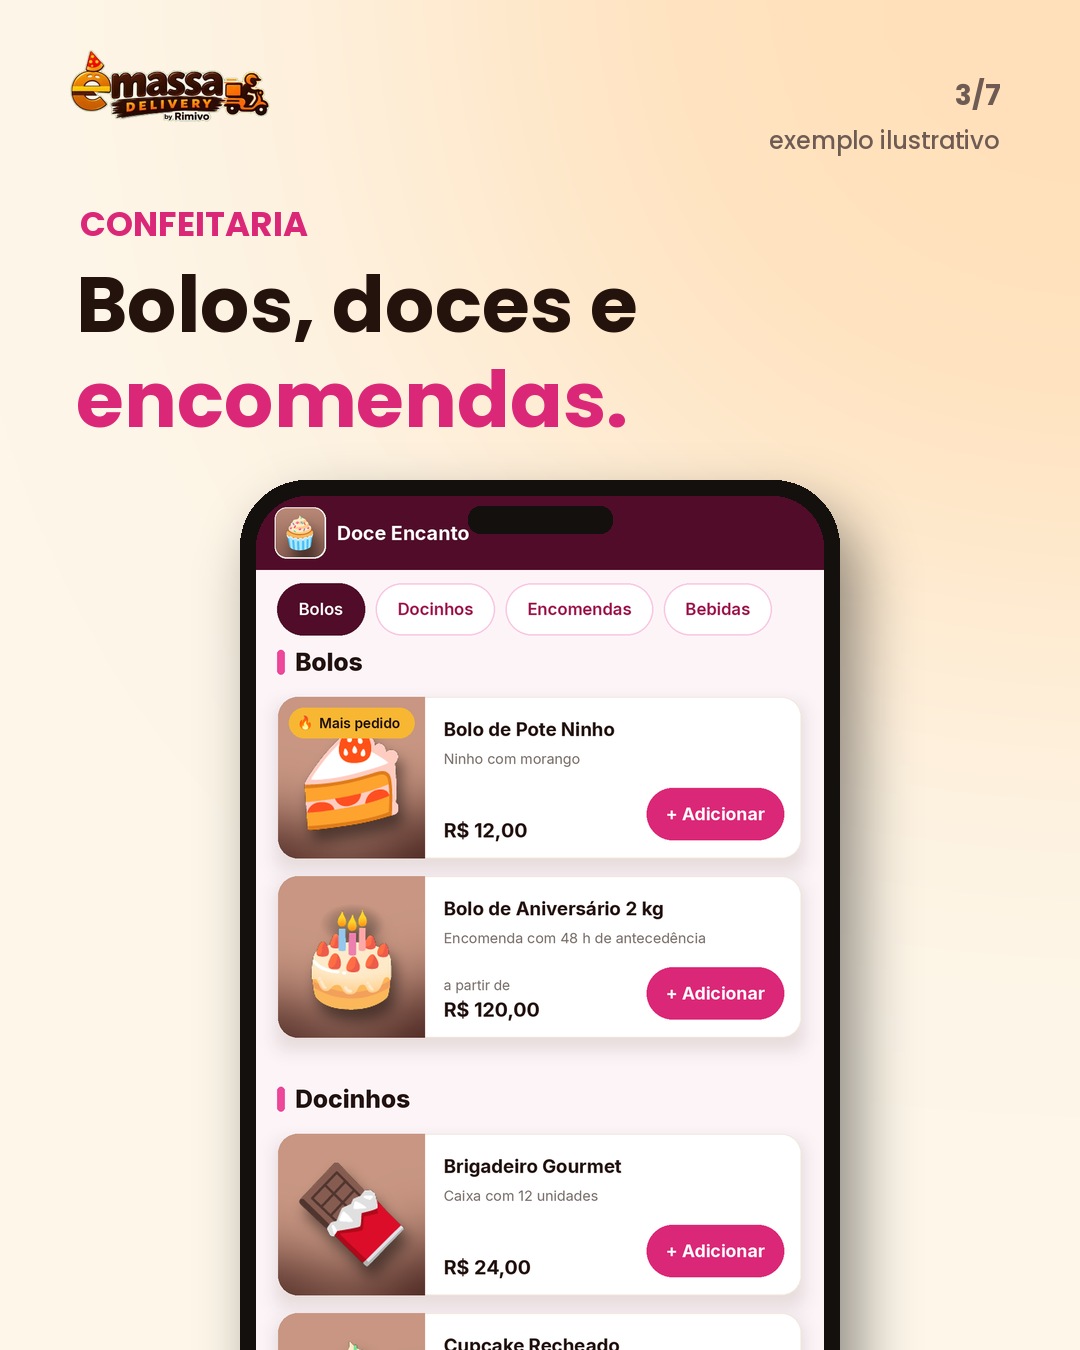 êmassa
DELIVERY
by Rimivo
3/7
exemplo ilustrativo
CONFEITARIA
Bolos, doces e
encomendas.
Doce Encanto
Bolos
Docinhos
Encomendas
Bebidas
Bolos
Mais pedido
Bolo de Pote Ninho
Ninho com morango
R$ 12,00
+ Adicionar
Bolo de Aniversário 2 kg
Encomenda com 48 h de antecedência
a partir de
R$ 120,00
+ Adicionar
Docinhos
Brigadeiro Gourmet
Caixa com 12 unidades
R$ 24,00
+ Adicionar
Cupcake Recheado